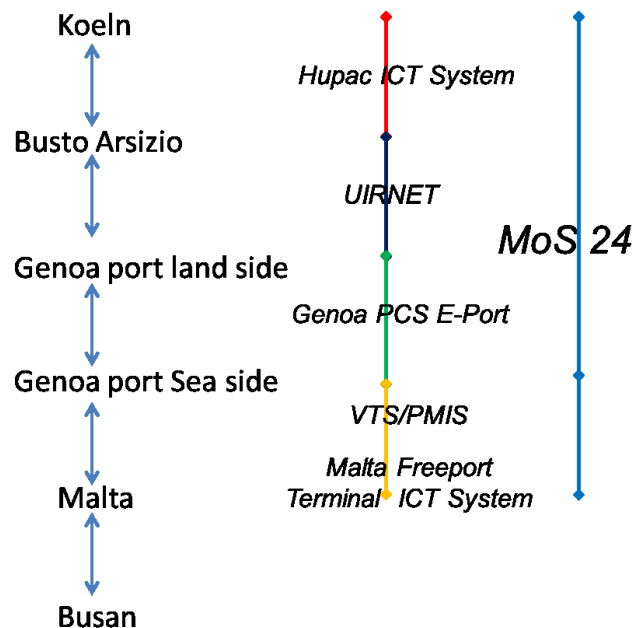 Koeln
Hupac ICT System
Busto Arsizio
UIRNET
MoS 24
Genoa port land side
Genoa PCS E-Port
Genoa port Sea side
VTS/PMIS
Malta Freeport
Terminal ICT System
Malta
Busan